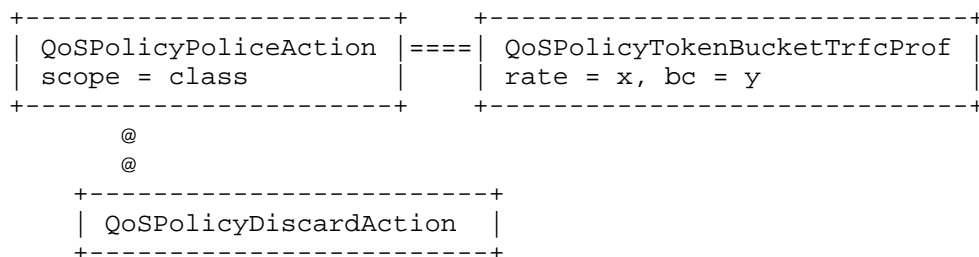 +------------------------+    +------------------------------+
| QoSPolicyPoliceAction  |====| QoSPolicyTokenBucketTrfcProf |
| scope = class          |    | rate = x, bc = y             |
+------------------------+    +------------------------------+
       @
       @
    +-------------------------+
    | QoSPolicyDiscardAction  |
    +-------------------------+